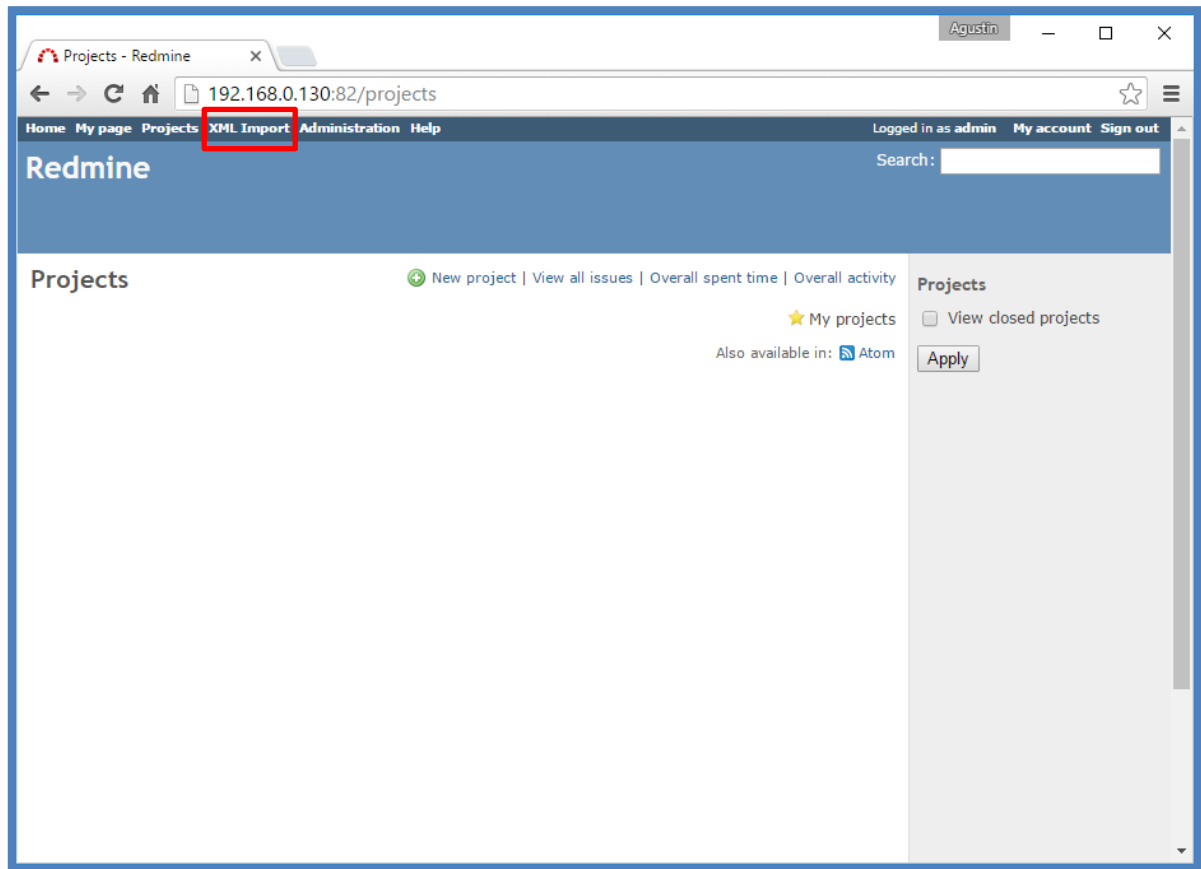 Agustín
Projects - Redmine
192.168.0.130:82/projects
Home My page Projects XML Import Administration Help Logged in as admin My account Sign out
Redmine Search:
Projects New project | View all issues | Overall spent time | Overall activity Projects
My projects View closed projects
Also available in: Atom Apply